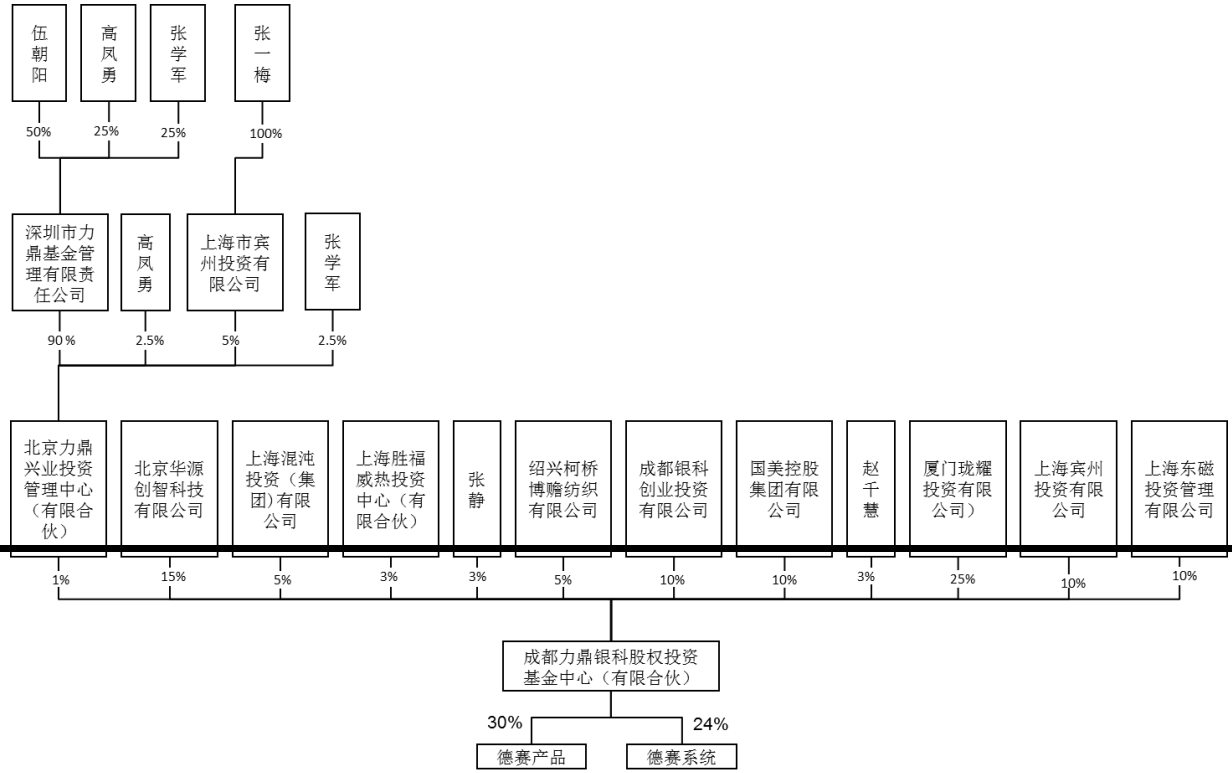 伍朝阳
高凤勇
张学军
张一梅
50%
25%
25%
100%
深圳市力
鼎基金管
理有限责
任公司
高凤勇
上海市宾
州投资有
限公司
张学军
90%
2.5%
5%
2.5%
北京力鼎
兴业投资
管理中心
（有限合
伙）
北京华源
创智科技
有限公司
上海混沌
投资（集
团)有限公
司
上海胜福
威热投资
中心（有
限合伙）
张静
绍兴柯桥
博赡纺织
有限公司
成都银科
创业投资
有限公司
国美控股
集团有限
公司
赵千慧
厦门珑耀
投资有限
公司）
上海宾州
投资有限
公司
上海东磁
投资管理
有限公司
1%
15%
5%
3%
3%
5%
10%
10%
3%
25%
10%
10%
成都力鼎银科股权投资
基金中心（有限合伙）
30%
24%
德赛产品
德赛系统